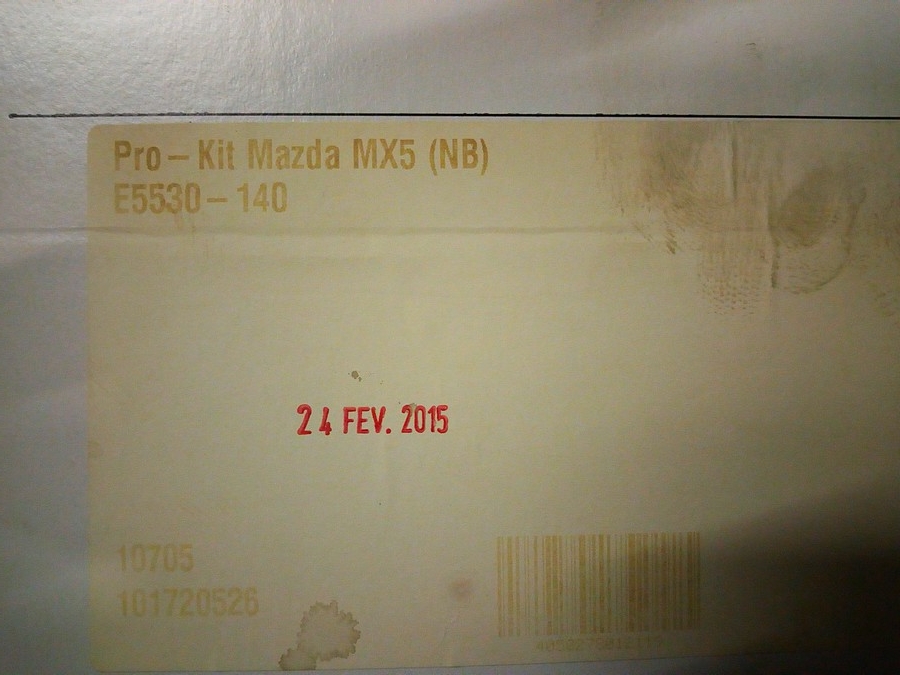 Pro – Kit Mazda MX5 (NB)
E5530 – 140
24 FEV. 2015
10705
101720526